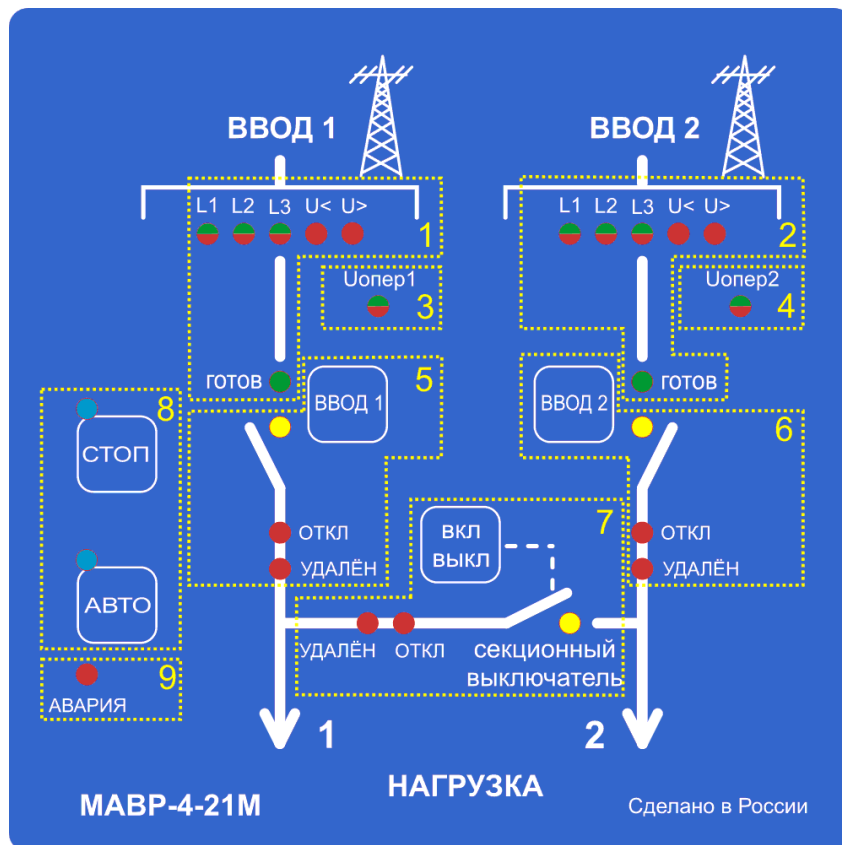 ВВОД 1
ВВОД 2
L1 L2 L3 U< U>
1
L1 L2 L3 U< U>
2
Uопер1
3
Uопер2
4
готов
5
готов
ВВОД 1
ВВОД 2
8
6
СТОП
ОТКЛ
7
ОТКЛ
ВКЛ
ВЫКЛ
УДАЛЁН
УДАЛЁН
АВТО
УДАЛЁН ОТКЛ
секционный
выключатель
9
АВАРИЯ
1
2
НАГРУЗКА
МАВР-4-21М
Сделано в России